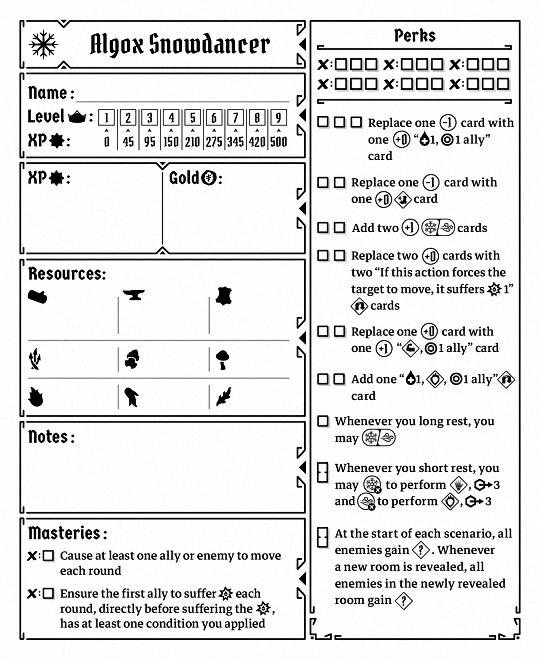 Algox Snowdancer
Name:
Level : 1 2 3 4 5 6 7 8 9
XP : 0 45 95 150 210 275 345 420 500
XP :
Gold :
Resources:
Notes:
Masteries:
x: Cause at least one ally or enemy to move
each round
x: Ensure the first ally to suffer each
round, directly before suffering the ,
has at least one condition you applied
Perks
x: x: x:
x: x: x:
Replace one -1 card with
one +0 “1, 1 ally”
card
Replace one -1 card with
one +0 card
Add two +1 cards
Replace two +0 cards with
two “If this action forces the
target to move, it suffers 1”
cards
Replace one +0 card with
one +1 “, 1 ally” card
Add one “1, , 1 ally”
card
Whenever you long rest, you
may
Whenever you short rest, you
may to perform , 3
and to perform , 3
At the start of each scenario, all
enemies gain ?. Whenever
a new room is revealed, all
enemies in the newly revealed
room gain ?